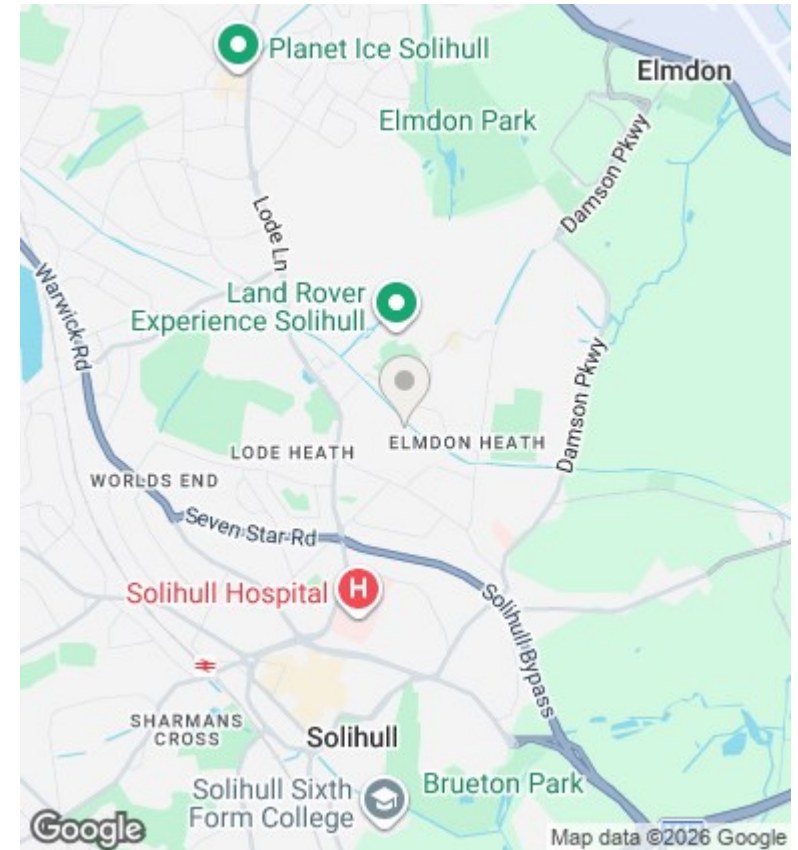 Planet Ice Solihull
Elmdon
Elmdon Park
Damson Pkwy
Lode Ln
Warwick Rd
Land Rover
Experience Solihull
Damson Pkwy
LODE HEATH
ELMDON HEATH
WORLDS END
Seven Star Rd
Solihull Hospital
H
Solihull Bypass
SHARMANS
CROSS
Solihull
Solihull Sixth
Form College
Brueton Park
Google
Map data ©2026 Google